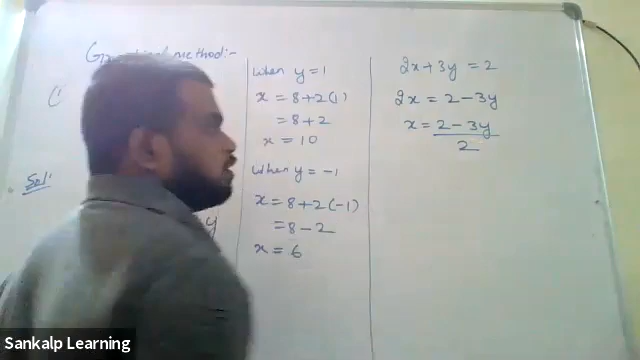 method:-
(
Solⁿ
y
when y = 1
x = 8 + 2(1)
= 8 + 2
x = 10
when y = -1
x = 8 + 2(-1)
= 8 - 2
x = 6
2x + 3y = 2
2x = 2 - 3y
x = 2 - 3y
2
Sankalp Learning